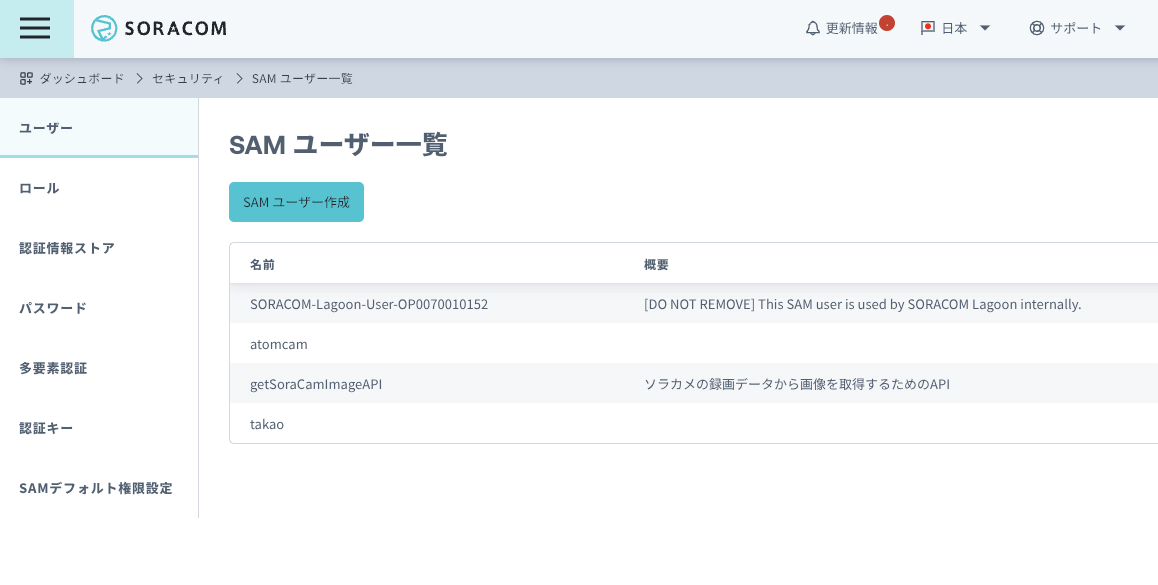 SORACOM
更新情報
日本
サポート
ダッシュボード > セキュリティ > SAM ユーザー一覧
ユーザー
ロール
認証情報ストア
パスワード
多要素認証
認証キー
SAMデフォルト権限設定
SAM ユーザー一覧
SAM ユーザー作成
名前 概要
SORACOM-Lagoon-User-OP0070010152 [DO NOT REMOVE] This SAM user is used by SORACOM Lagoon internally.
atomcam
getSoraCamImageAPI ソラカメの録画データから画像を取得するためのAPI
takao